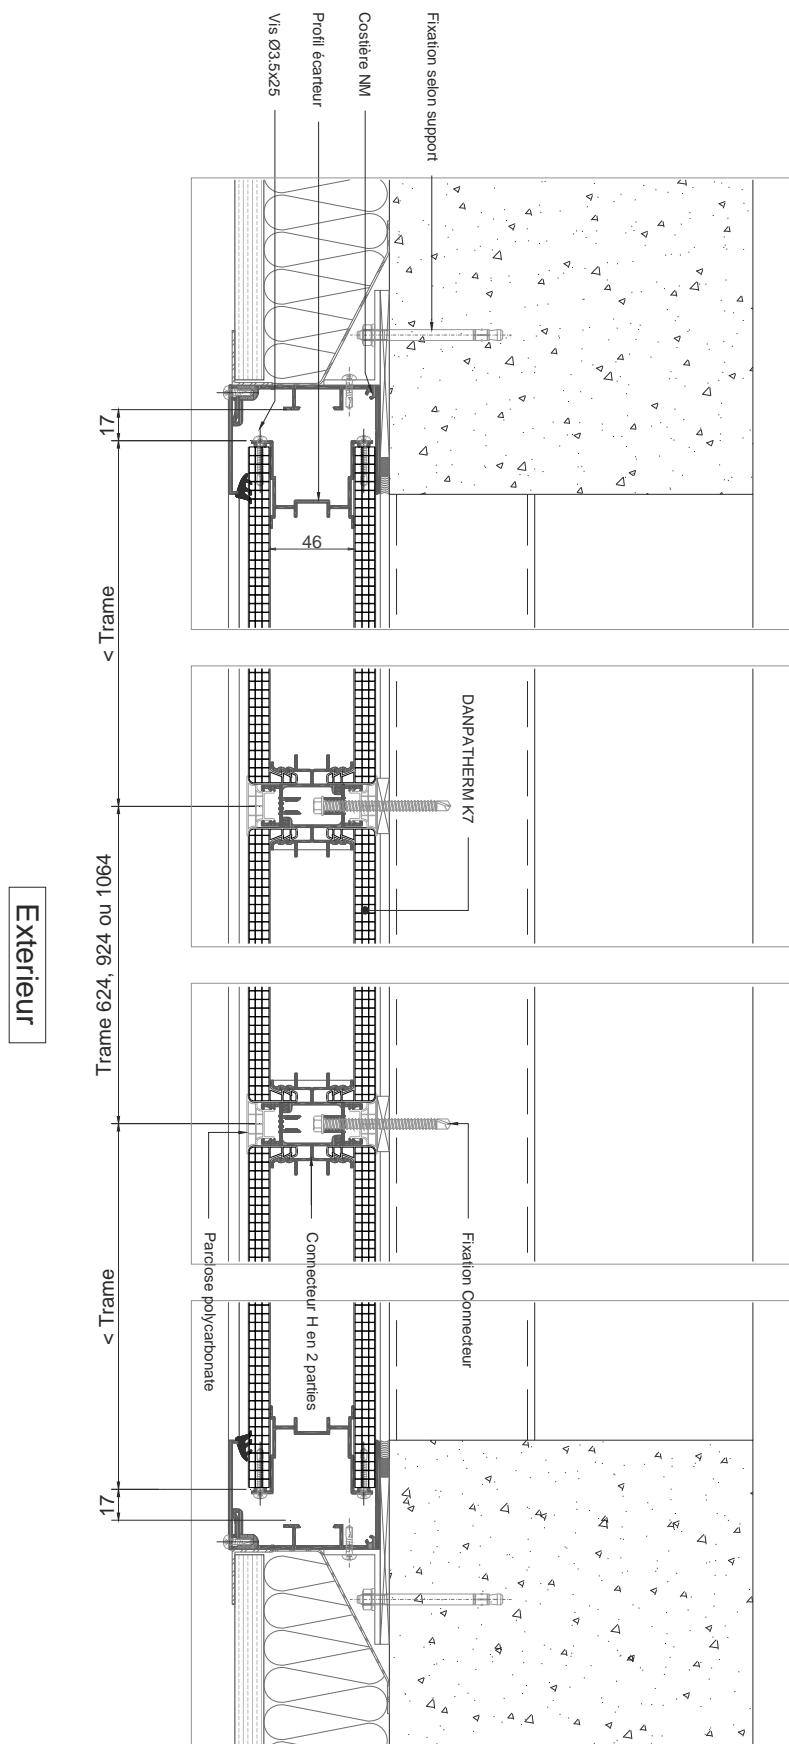 Fixation selon support
Costière NM
Profil écarteur
Vis Ø3.5x25
DANPATHERM K7
Fixation Connecteur
Connecteur H en 2 parties
Parclose polycarbonate
46
17
< Trame
Trame 624, 924 ou 1064
< Trame
17
Exterieur